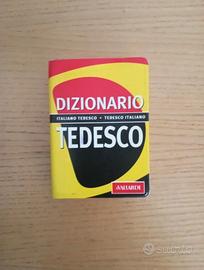 DIZIONARIO
ITALIANO TEDESCO • TEDESCO ITALIANO
TEDESCO
A.VALLARDI